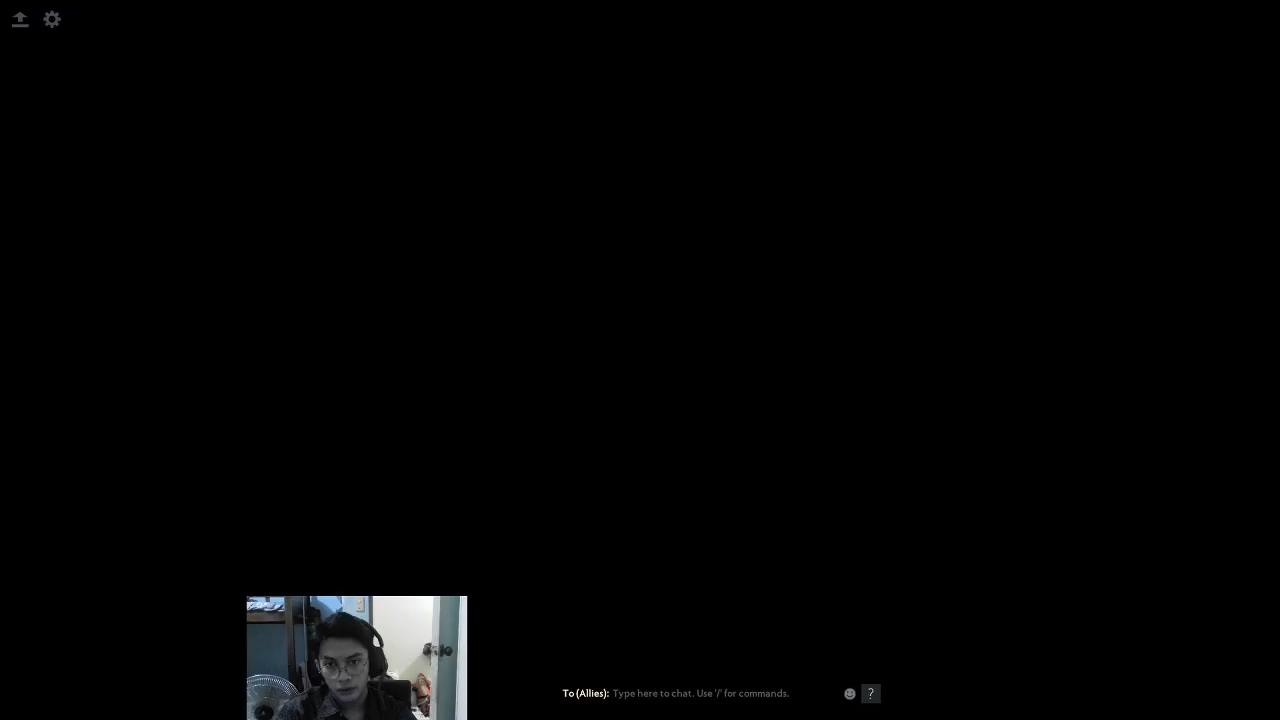 To (Allies): Type here to chat. Use '/' for commands.
?